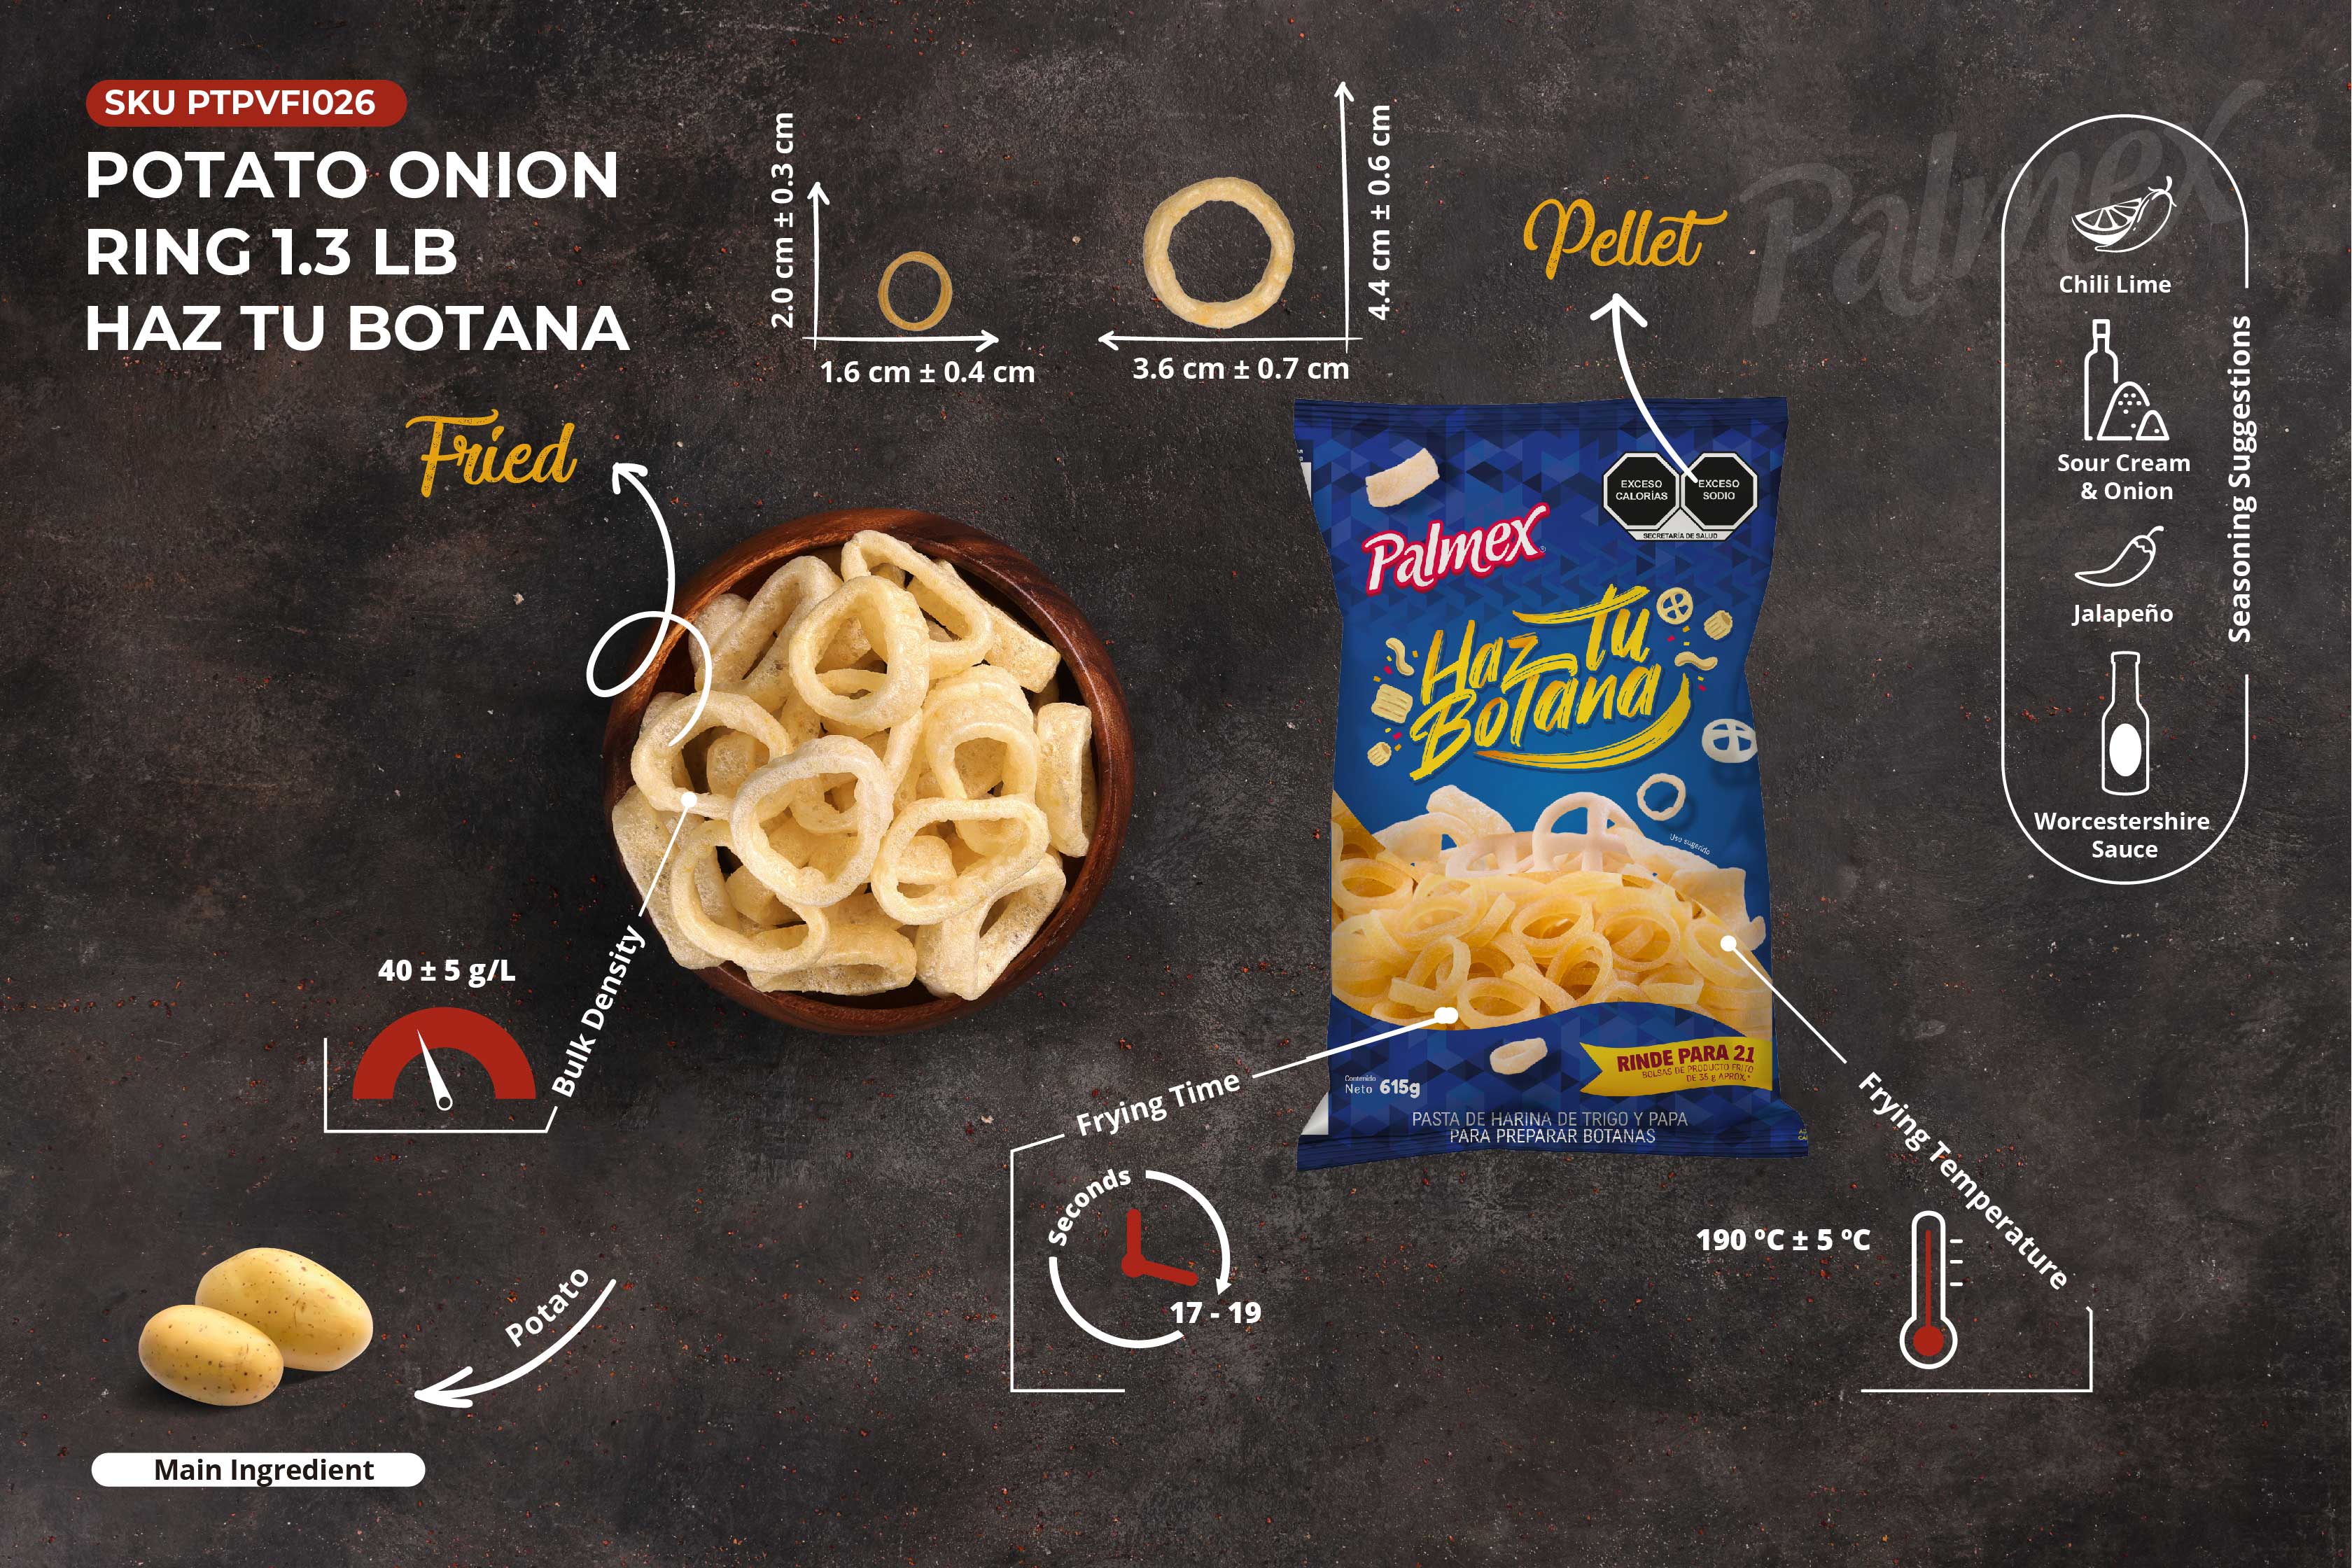 SKU PTPVFI026
POTATO ONION
RING 1.3 LB
HAZ TU BOTANA
2.0 cm ± 0.3 cm
1.6 cm ± 0.4 cm
4.4 cm ± 0.6 cm
3.6 cm ± 0.7 cm
Pellet
Palmex
Fried
Chili Lime
Sour Cream
& Onion
Jalapeño
Worcestershire
Sauce
Seasoning Suggestions
EXCESO
CALORÍAS
EXCESO
SODIO
SECRETARÍA DE SALUD
Palmex
Haz Tu
Botana
Uso sugerido
RINDE PARA 21
BOLSAS DE PRODUCTO FRITO
DE 35 g APROX.*
Contenido
Neto 615g
PASTA DE HARINA DE TRIGO Y PAPA
PARA PREPARAR BOTANAS
40 ± 5 g/L
Bulk Density
Frying Time
Seconds
17 - 19
Frying Temperature
190 ºC ± 5 ºC
Potato
Main Ingredient